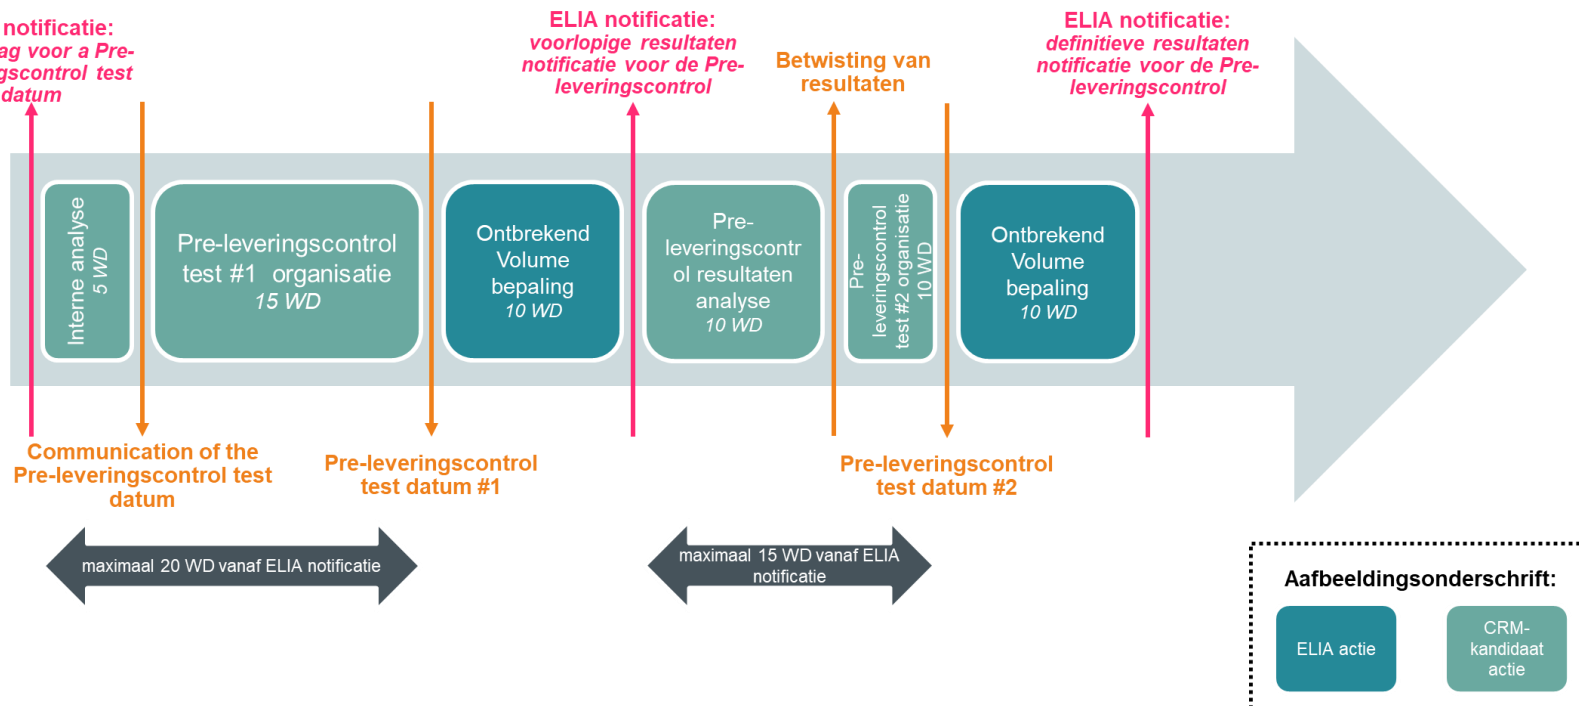 notificatie:
voor a Pre-
test
datum
ELIA notificatie:
voorlopige resultaten
notificatie voor de Pre-
leveringscontrol
Betwisting van
resultaten
ELIA notificatie:
definitieve resultaten
notificatie voor de Pre-
leveringscontrol
Interne analyse
5 WD
Pre-leveringscontrol
test #1 organisatie
15 WD
Ontbrekend
Volume
bepaling
10 WD
Pre-
leveringscontr
ol resultaten
analyse
10 WD
Pre-
leveringscontrol
test #2 organisatie
10 WD
Ontbrekend
Volume
bepaling
10 WD
Communication of the
Pre-leveringscontrol test
datum
Pre-leveringscontrol
test datum #1
Pre-leveringscontrol
test datum #2
maximaal 20 WD vanaf ELIA notificatie
maximaal 15 WD vanaf ELIA
notificatie
Aafbeeldingsonderschrift:
ELIA actie
CRM-
kandidaat
actie